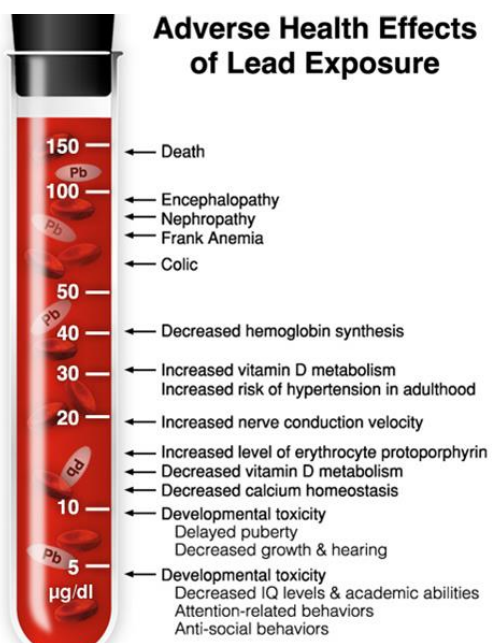 Adverse Health Effects
of Lead Exposure
150
Death
Pb
100
Encephalopathy
Nephropathy
Pb
Frank Anemia
Colic
50
Pb
40
Decreased hemoglobin synthesis
30
Increased vitamin D metabolism
Increased risk of hypertension in adulthood
20
Increased nerve conduction velocity
Increased level of erythrocyte protoporphyrin
Pb
Decreased vitamin D metabolism
Decreased calcium homeostasis
10
Developmental toxicity
Delayed puberty
Decreased growth & hearing
Pb
5
Developmental toxicity
µg/dl
Decreased IQ levels & academic abilities
Attention-related behaviors
Anti-social behaviors